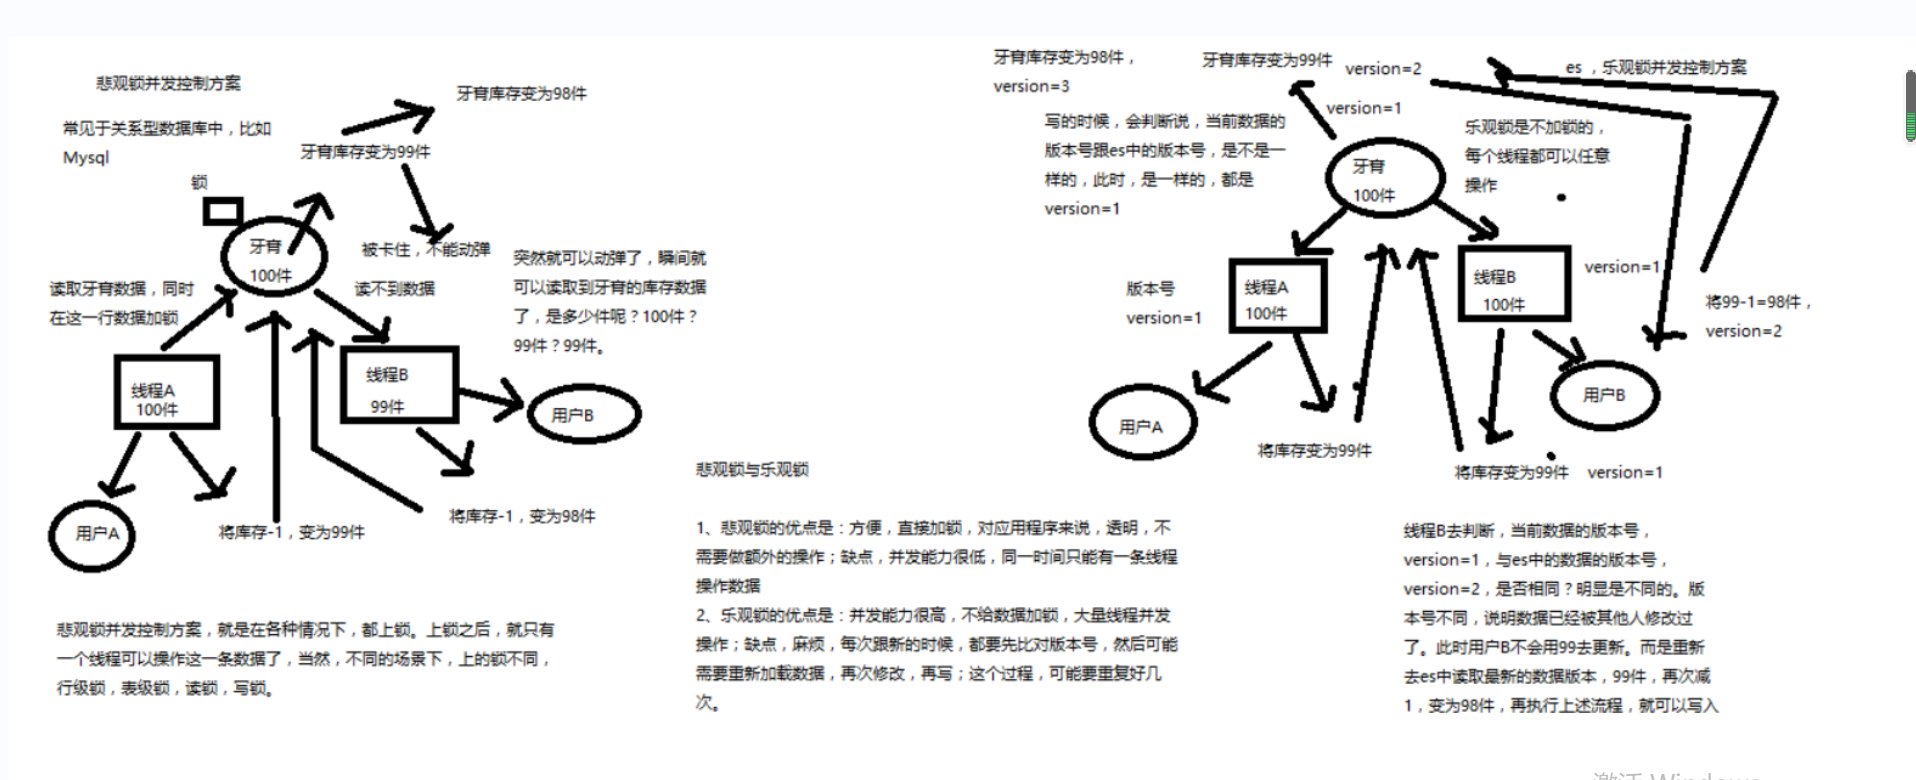 悲观锁并发控制方案
常见于关系型数据库中，比如
Mysql
牙膏库存变为98件
牙膏库存变为99件
锁
牙膏
100件
被卡住，不能动弹
读不到数据
读取牙膏数据，同时
在这一行数据加锁
突然就可以动弹了，瞬间就
可以读取到牙膏的库存数据
了，是多少件呢？100件？
99件？99件。
线程A
100件
线程B
99件
用户B
用户A
将库存-1，变为99件
将库存-1，变为98件
悲观锁并发控制方案，就是在各种情况下，都上锁。上锁之后，就只有
一个线程可以操作这一条数据了，当然，不同的场景下，上的锁不同，
行级锁，表级锁，读锁，写锁。
悲观锁与乐观锁
1、悲观锁的优点是：方便，直接加锁，对应用程序来说，透明，不
需要做额外的操作；缺点，并发能力很低，同一时间只能有一条线程
操作数据
2、乐观锁的优点是：并发能力很高，不给数据加锁，大量线程并发
操作；缺点，麻烦，每次跟新的时候，都要先比对版本号，然后可能
需要重新加载数据，再次修改，再写；这个过程，可能要重复好几
次。
牙膏库存变为98件，
version=3
牙膏库存变为99件
version=2
es ，乐观锁并发控制方案
version=1
写的时候，会判断说，当前数据的
版本号跟es中的版本号，是不是一
样的，此时，是一样的，都是
version=1
牙膏
100件
乐观锁是不加锁的，
每个线程都可以任意
操作
版本号
version=1
线程A
100件
线程B
100件
version=1
将99-1=98件，
version=2
用户A
用户B
将库存变为99件
将库存变为99件
version=1
线程B去判断，当前数据的版本号，
version=1，与es中的数据的版本号，
version=2，是否相同？明显是不同的。版
本号不同，说明数据已经被其他人修改过
了。此时用户B不会用99去更新。而是重新
去es中读取最新的数据版本，99件，再次减
1，变为98件，再执行上述流程，就可以写入
激活 Windows